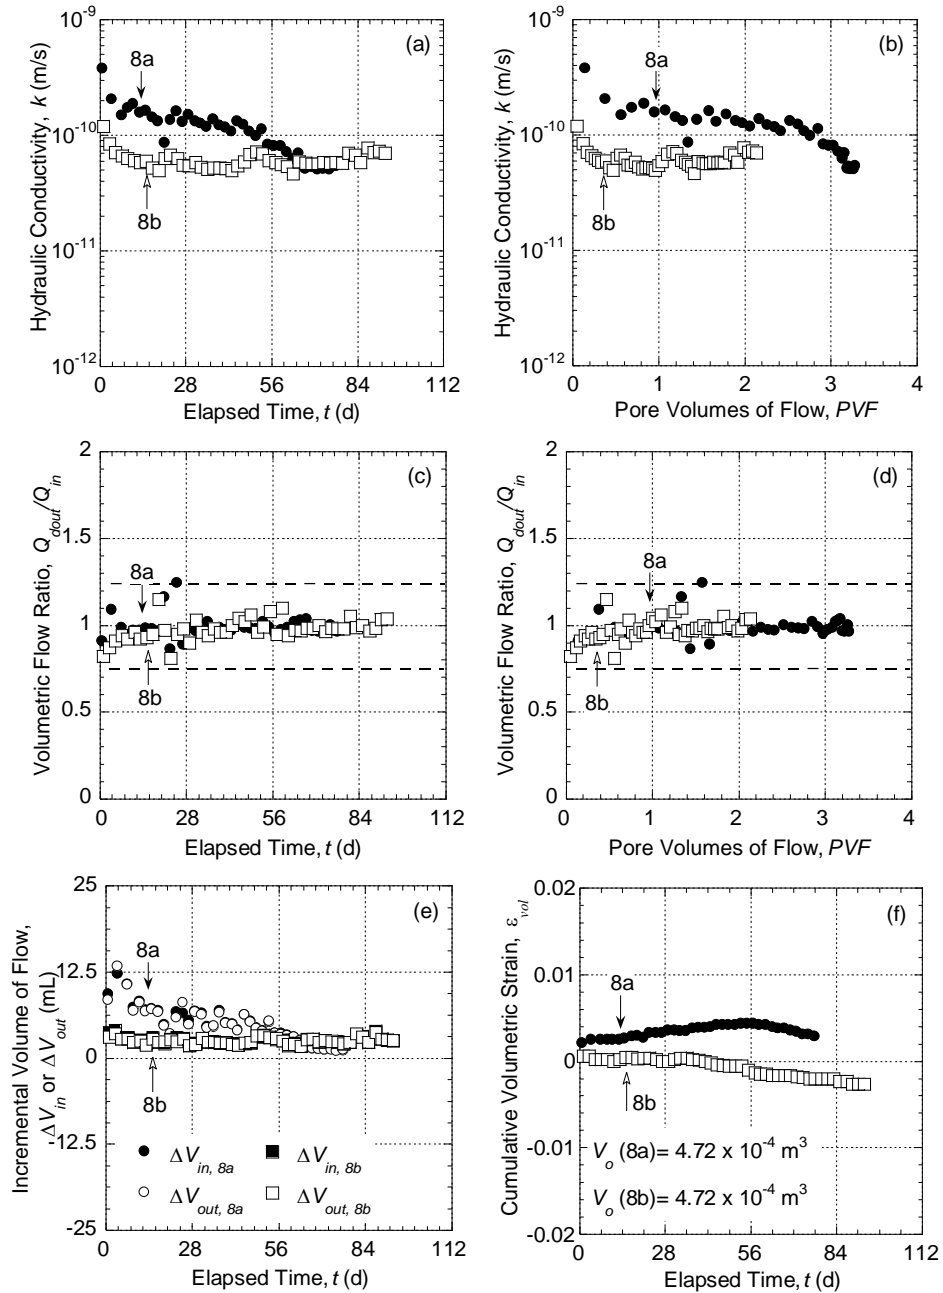 (a)
8a
8b
10^-9
10^-10
10^-11
10^-12
Hydraulic Conductivity, k (m/s)
0 28 56 84 112
Elapsed Time, t (d)
(b)
8a
8b
10^-9
10^-10
10^-11
10^-12
Hydraulic Conductivity, k (m/s)
0 1 2 3 4
Pore Volumes of Flow, PVF
(c)
8a
8b
2
1.5
1
0.5
0
Volumetric Flow Ratio, Q_dout/Q_in
0 28 56 84 112
Elapsed Time, t (d)
(d)
8a
8b
2
1.5
1
0.5
0
Volumetric Flow Ratio, Q_dout/Q_in
0 1 2 3 4
Pore Volumes of Flow, PVF
(e)
8a
8b
25
12.5
0
-12.5
-25
Incremental Volume of Flow,
ΔV_in or ΔV_out (mL)
ΔV_in, 8a
ΔV_in, 8b
ΔV_out, 8a
ΔV_out, 8b
0 28 56 84 112
Elapsed Time, t (d)
(f)
8a
8b
0.02
0.01
0
-0.01
-0.02
Cumulative Volumetric Strain, ε_vol
V_o (8a)= 4.72 x 10^-4 m^3
V_o (8b)= 4.72 x 10^-4 m^3
0 28 56 84 112
Elapsed Time, t (d)